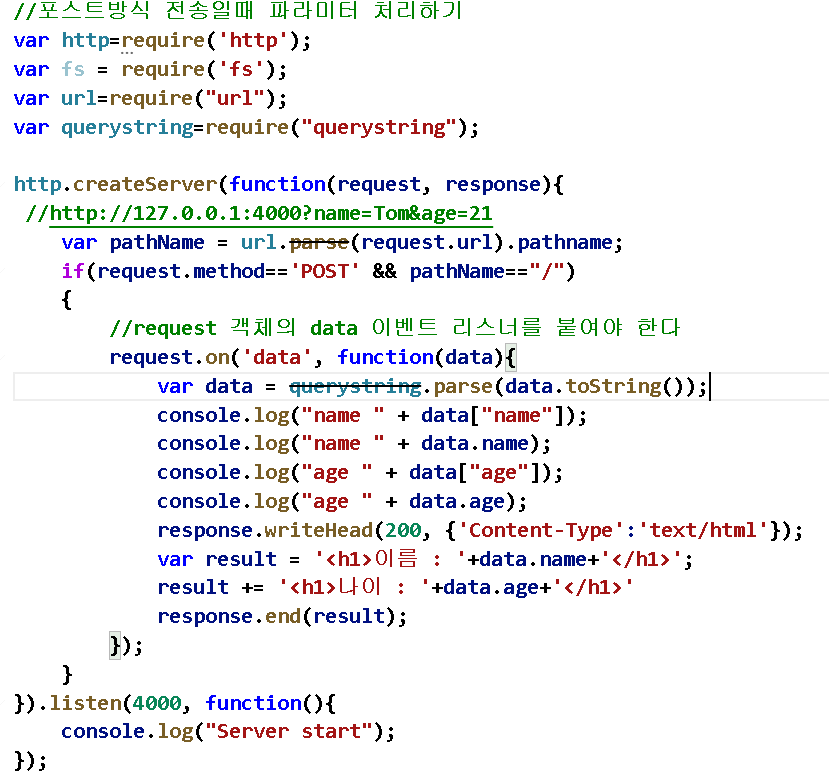 //포스트방식 전송일때 파라미터 처리하기
var http=require('http');
var fs = require('fs');
var url=require("url");
var querystring=require("querystring");
http.createServer(function(request, response){
//http://127.0.0.1:4000?name=Tom&age=21
var pathName = url.parse(request.url).pathname;
if(request.method=='POST' && pathName=="/")
{
//request 객체의 data 이벤트 리스너를 붙여야 한다
request.on('data', function(data){
var data = querystring.parse(data.toString());
console.log("name " + data["name"]);
console.log("name " + data.name);
console.log("age " + data["age"]);
console.log("age " + data.age);
response.writeHead(200, {'Content-Type':'text/html'});
var result = '<h1>이름 : '+data.name+'</h1>';
result += '<h1>나이 : '+data.age+'</h1>'
response.end(result);
});
}
}).listen(4000, function(){
console.log("Server start");
});